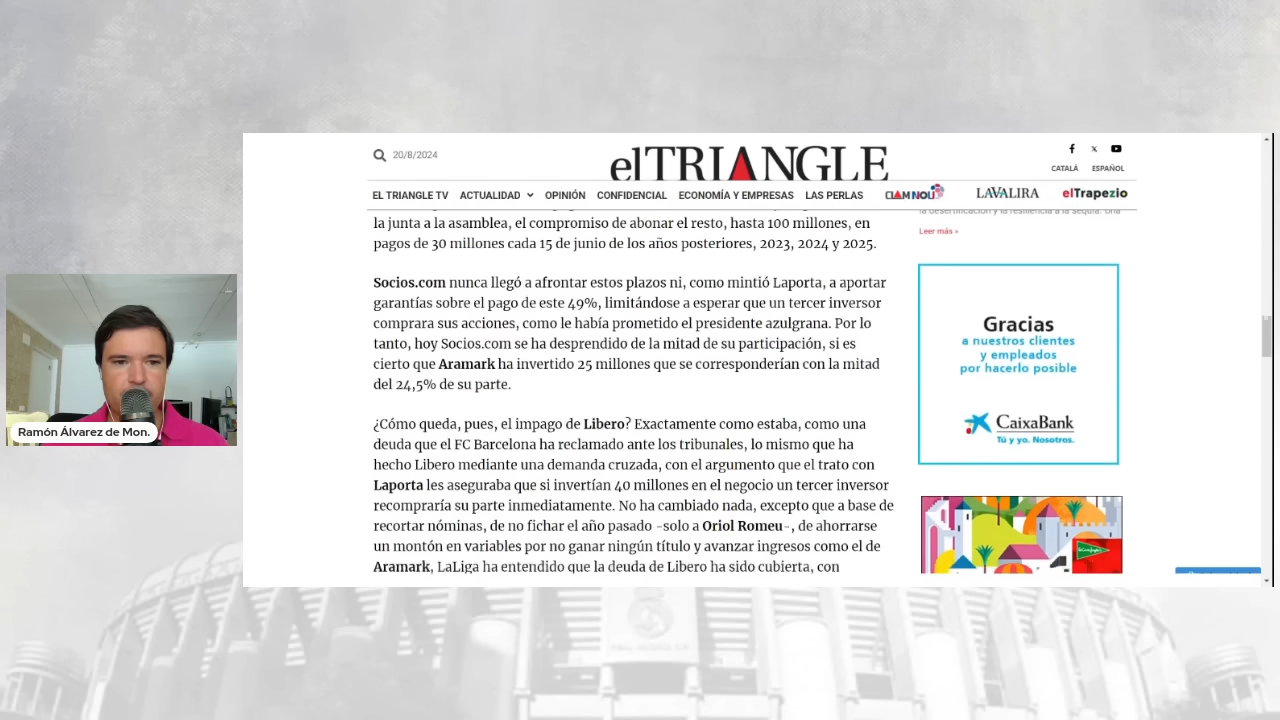 20/8/2024
elTRIANGLE
CATALÀ ESPAÑOL
EL TRIANGLE TV ACTUALIDAD OPINIÓN CONFIDENCIAL ECONOMÍA Y EMPRESAS LAS PERLAS CLAM NOU LAVALIRA elTrapezio
la junta a la asamblea, el compromiso de abonar el resto, hasta 100 millones, en
pagos de 30 millones cada 15 de junio de los años posteriores, 2023, 2024 y 2025.
Socios.com nunca llegó a afrontar estos plazos ni, como mintió Laporta, a aportar
garantías sobre el pago de este 49%, limitándose a esperar que un tercer inversor
comprara sus acciones, como le había prometido el presidente azulgrana. Por lo
tanto, hoy Socios.com se ha desprendido de la mitad de su participación, si es
cierto que Aramark ha invertido 25 millones que se corresponderían con la mitad
del 24,5% de su parte.
¿Cómo queda, pues, el impago de Libero? Exactamente como estaba, como una
deuda que el FC Barcelona ha reclamado ante los tribunales, lo mismo que ha
hecho Libero mediante una demanda cruzada, con el argumento que el trato con
Laporta les aseguraba que si invertían 40 millones en el negocio un tercer inversor
recompraría su parte inmediatamente. No ha cambiado nada, excepto que a base de
recortar nóminas, de no fichar el año pasado -solo a Oriol Romeu-, de ahorrarse
un montón en variables por no ganar ningún título y avanzar ingresos como el de
Aramark, LaLiga ha entendido que la deuda de Libero ha sido cubierta, con
la desertificación y la resiliencia a la sequía. Una
Leer más »
Gracias
a nuestros clientes
y empleados
por hacerlo posible
CaixaBank
Tú y yo. Nosotros.
El Corte Inglés
Ramón Álvarez de Mon.